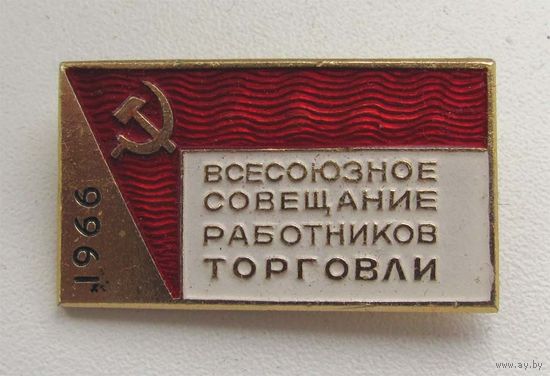 1966
ВСЕСОЮЗНОЕ
СОВЕЩАНИЕ
РАБОТНИКОВ
ТОРГОВЛИ
www.ay.by